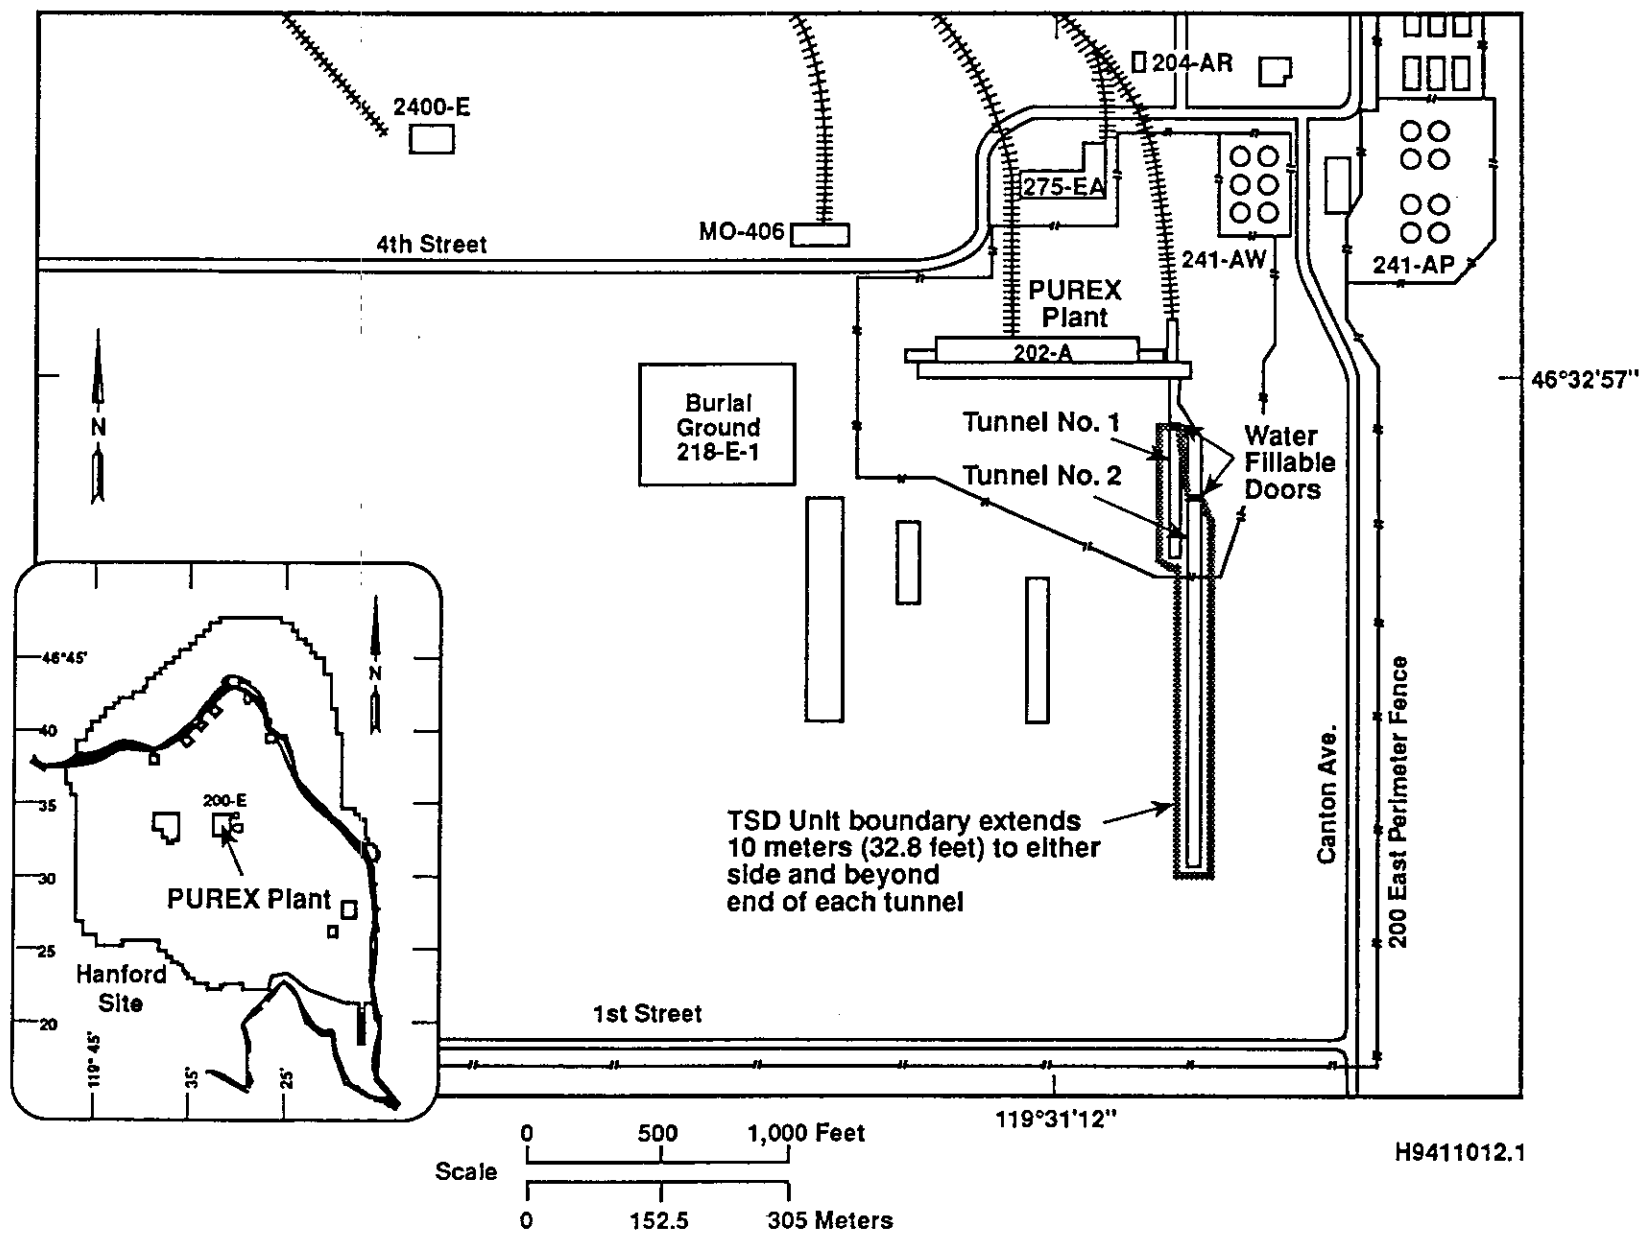 204-AR
2400-E
275-EA
MO-406
4th Street
241-AW
241-AP
PUREX
Plant
202-A
46°32'57"
N
Burial
Ground
218-E-1
Tunnel No. 1
Tunnel No. 2
Water
Fillable
Doors
TSD Unit boundary extends
10 meters (32.8 feet) to either
side and beyond
end of each tunnel
Canton Ave.
200 East Perimeter Fence
1st Street
46°45'
40
35
30
25
20
N
200-E
PUREX Plant
Hanford
Site
119° 45'
35'
25'
119°31'12"
0 500 1,000 Feet
Scale
0 152.5 305 Meters
H9411012.1